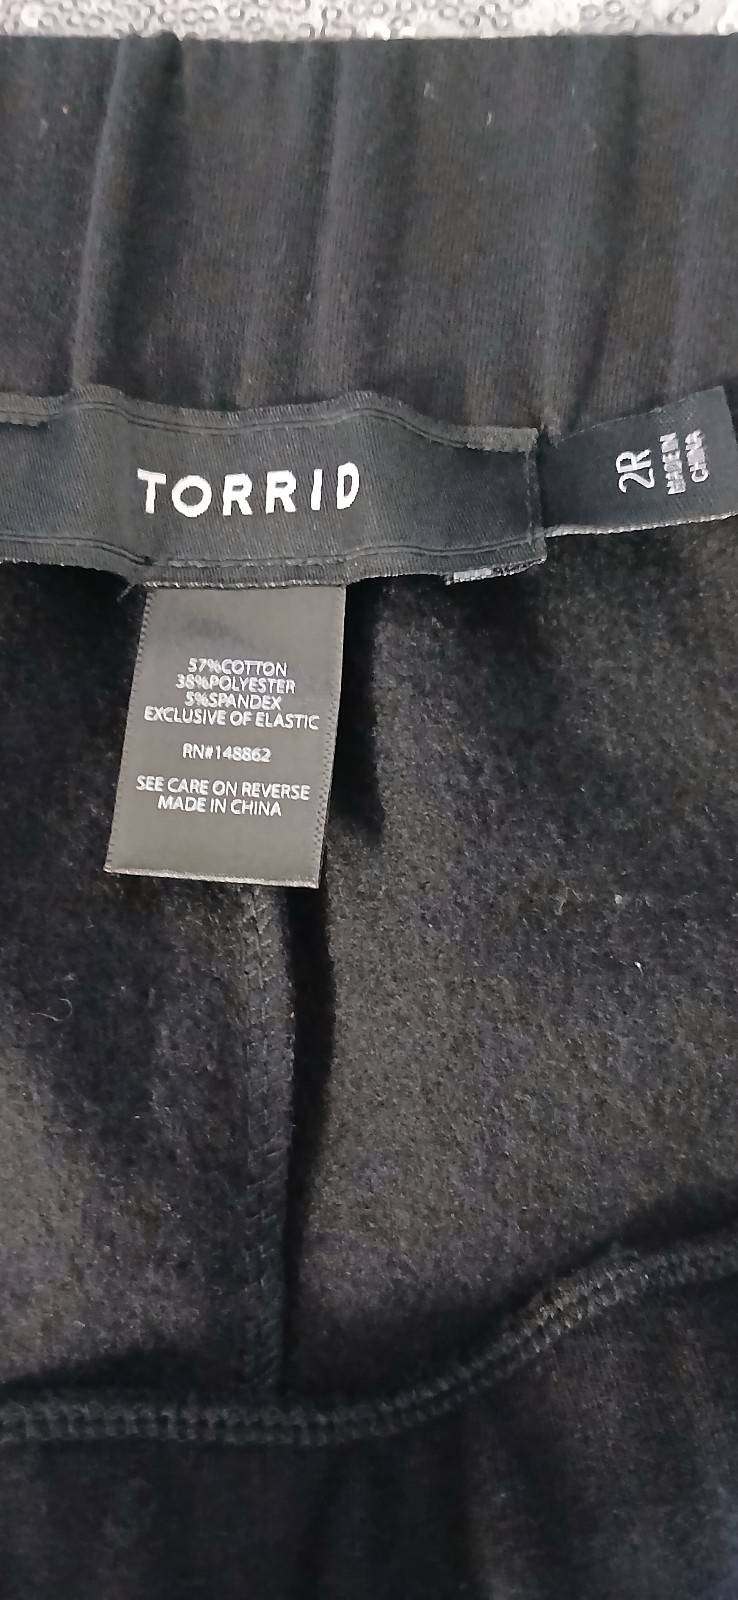 TORRID
2R
MADE IN
CHINA
57%COTTON
38%POLYESTER
5%SPANDEX
EXCLUSIVE OF ELASTIC
RN#148862
SEE CARE ON REVERSE
MADE IN CHINA